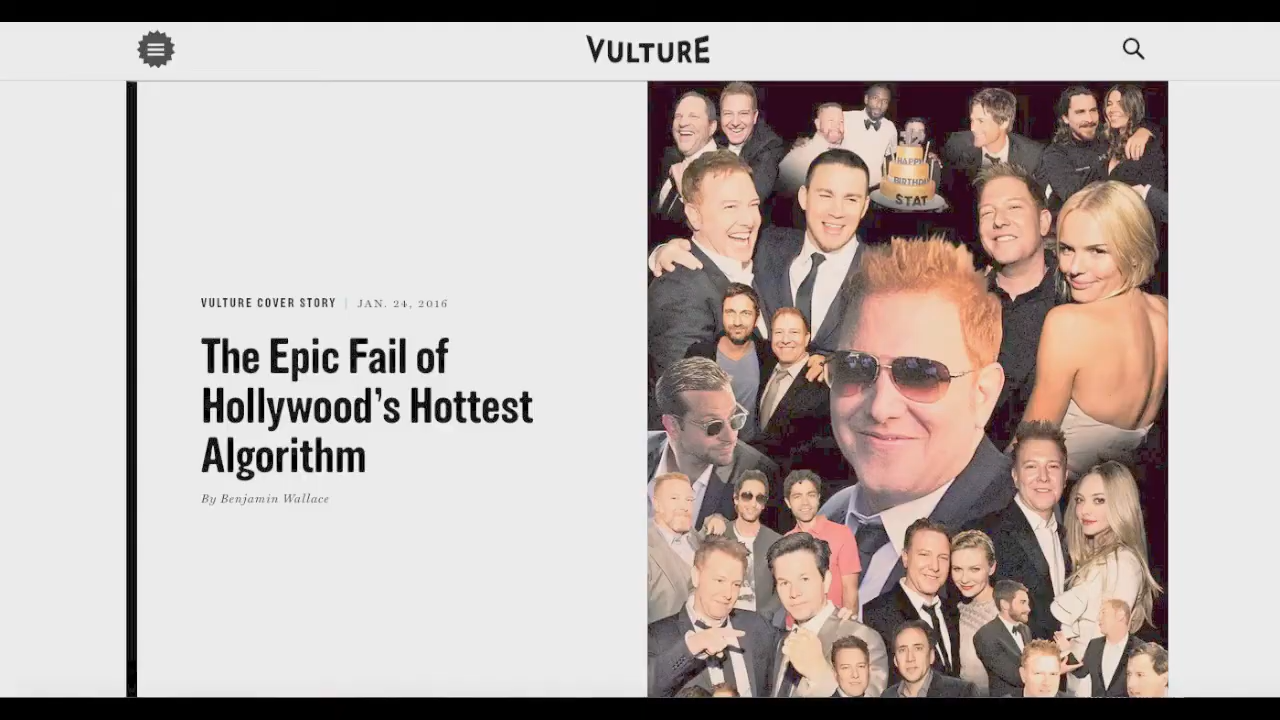 VULTURE
VULTURE COVER STORY | JAN. 24, 2016
The Epic Fail of
Hollywood’s Hottest
Algorithm
By Benjamin Wallace
HAPPY
BIRTHDAY
STAT